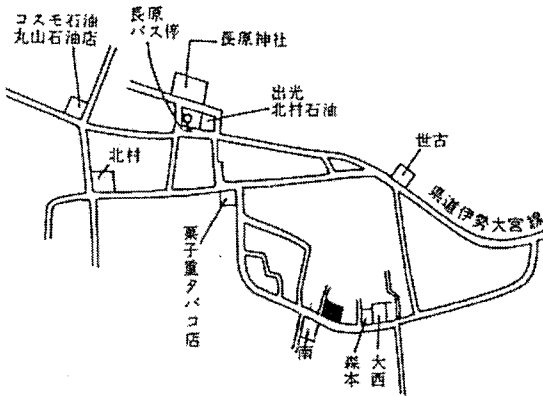 コスモ石油
丸山石油店
長原
バス停
長原神社
出光
北村石油
世古
北村
県道伊勢大宮線
菓子重タバコ店
南
森本
大西